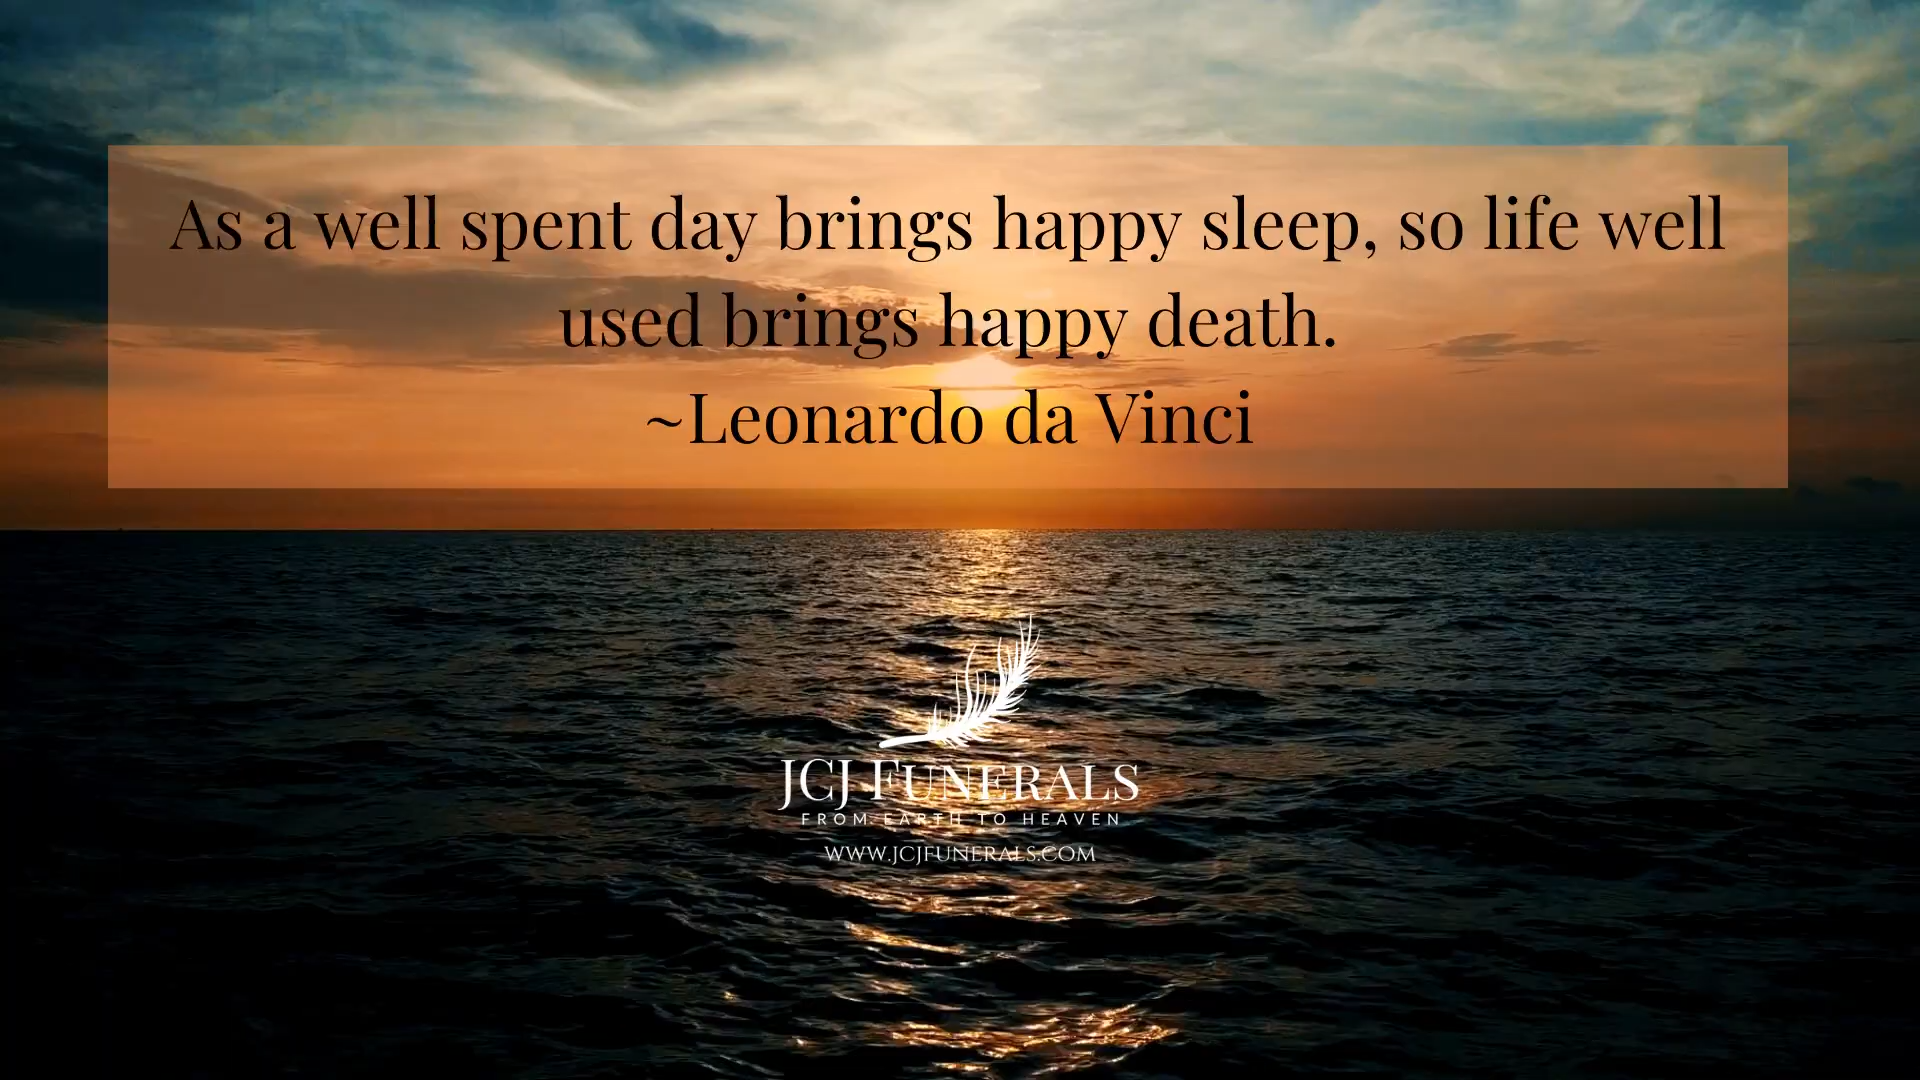 As a well spent day brings happy sleep, so life well
used brings happy death.
~Leonardo da Vinci
JCJ FUNERALS
FROM EARTH TO HEAVEN
WWW.JCJFUNERALS.COM